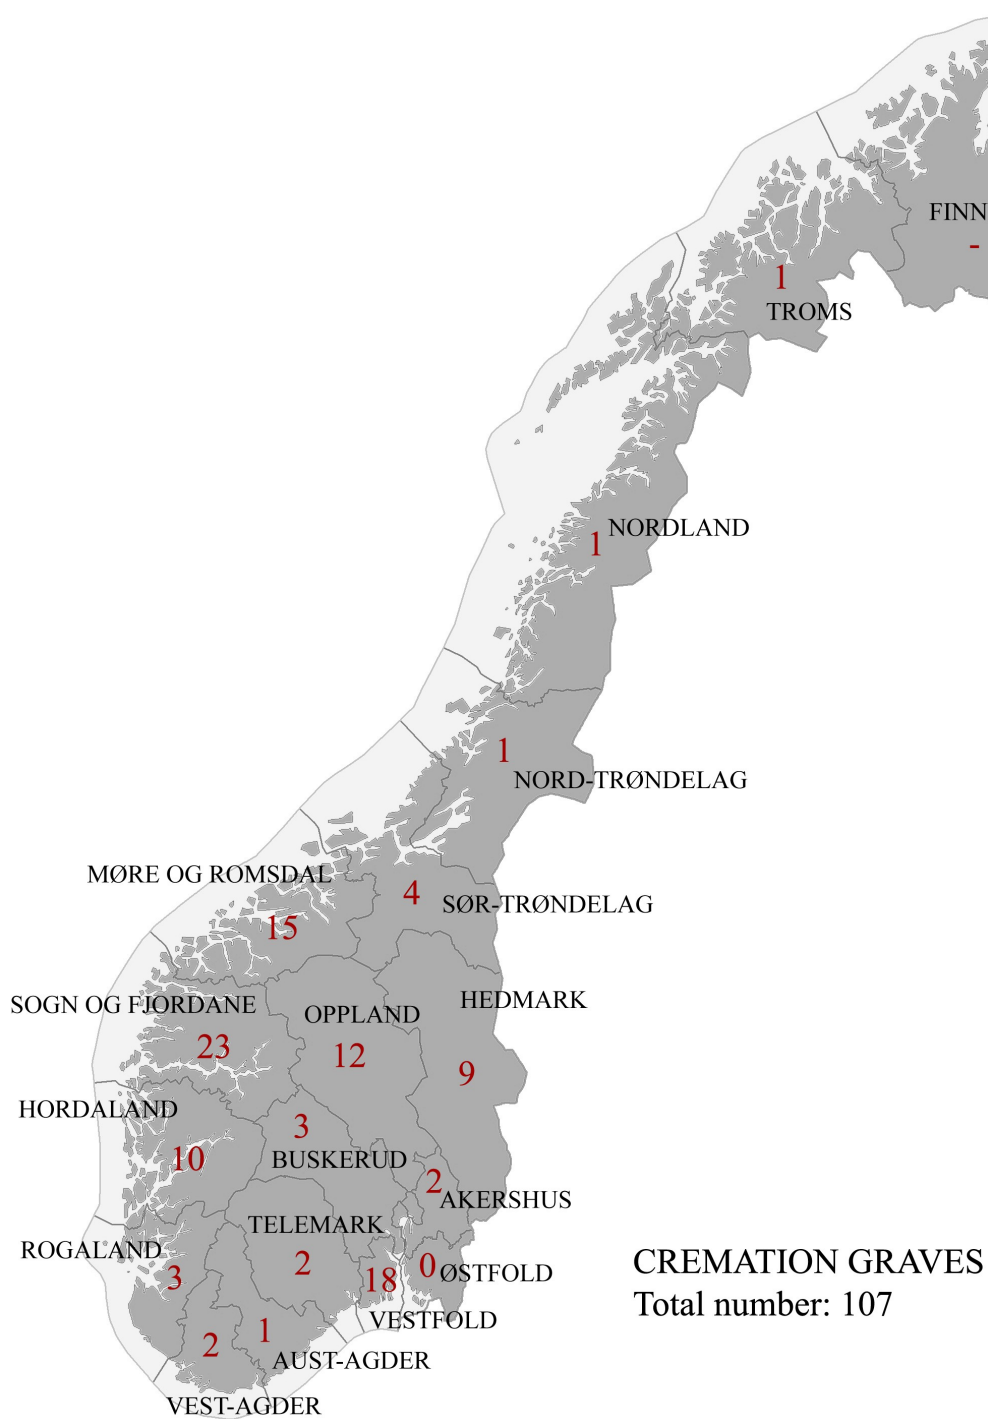 FINN
-
1
TROMS
NORDLAND
1
1
NORD-TRØNDELAG
MØRE OG ROMSDAL
15
4
SØR-TRØNDELAG
SOGN OG FJORDANE
23
OPPLAND
12
HEDMARK
9
HORDALAND
10
3
BUSKERUD
2
AKERSHUS
ROGALAND
3
TELEMARK
2
18
VESTFOLD
0
ØSTFOLD
2
VEST-AGDER
1
AUST-AGDER
CREMATION GRAVES
Total number: 107